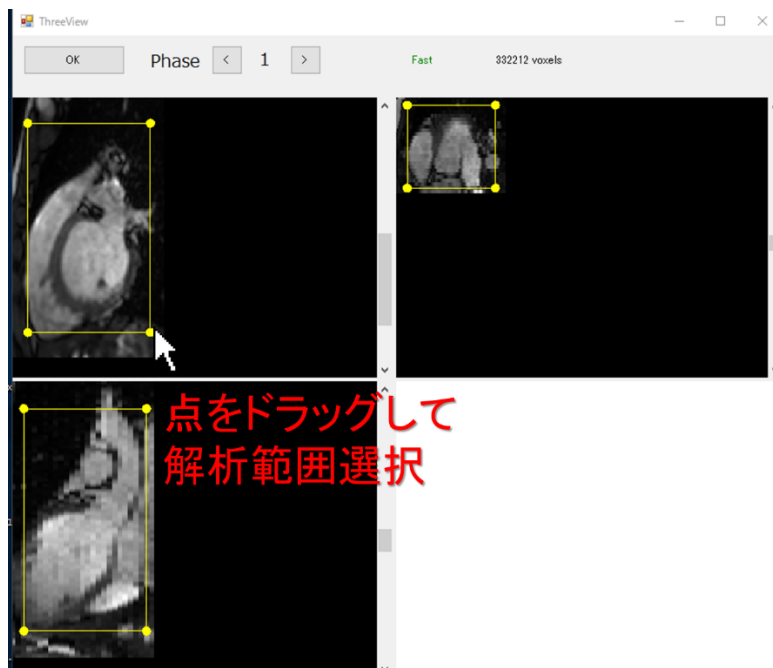 ThreeView
OK
Phase < 1 >
Fast
332212 voxels
点をドラッグして
解析範囲選択